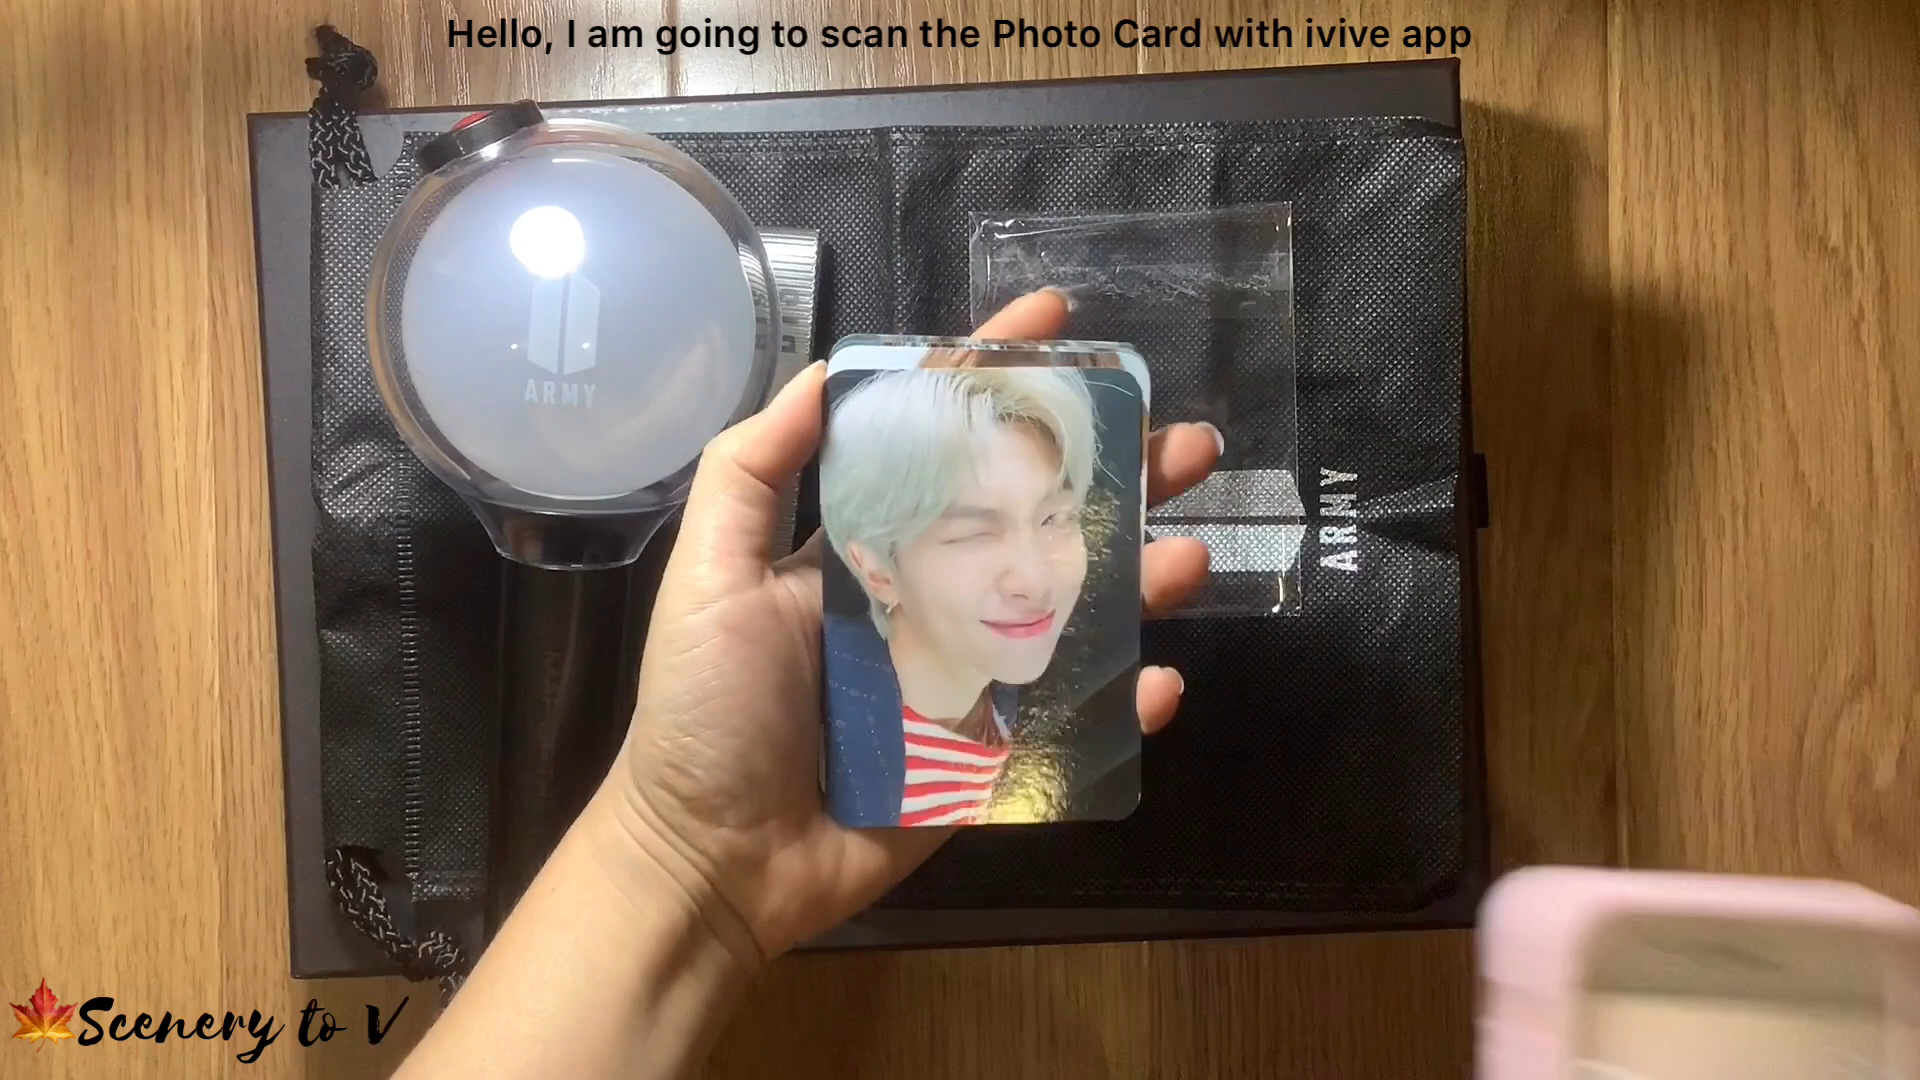 Hello, I am going to scan the Photo Card with ivive app
ARMY
ARMY
Scenery to V